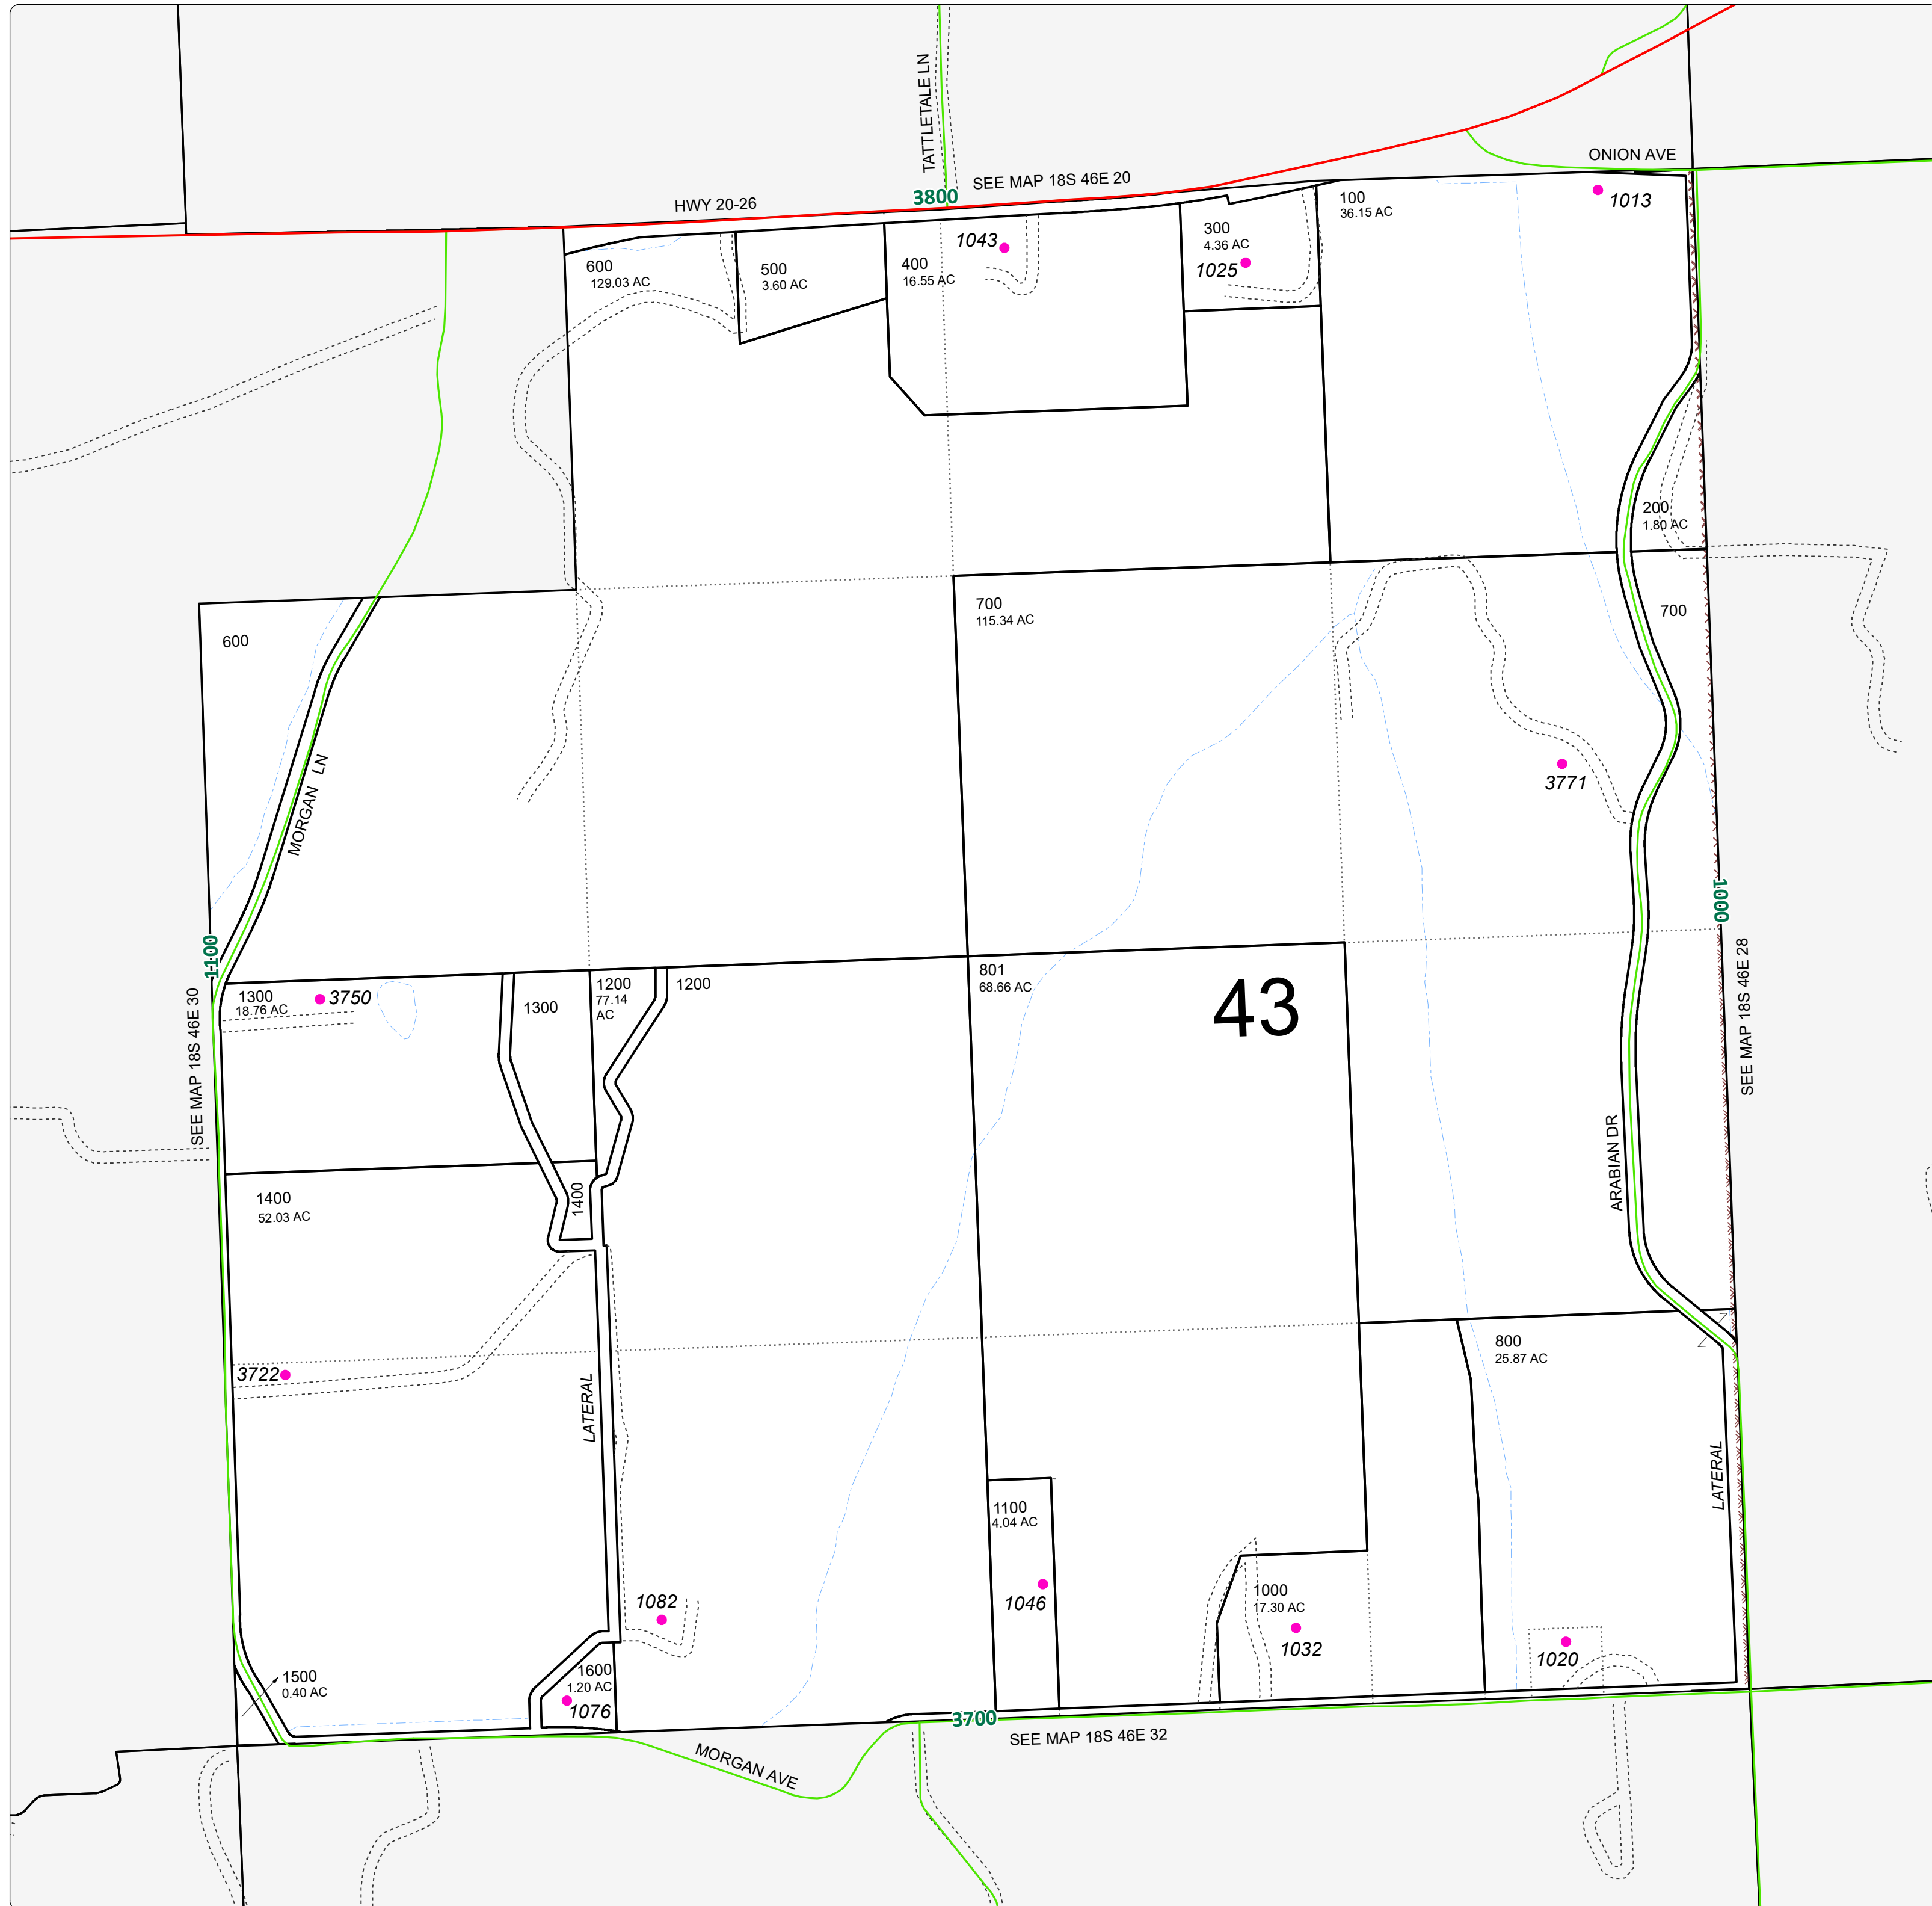 TATTLETALE LN
3800
SEE MAP 18S 46E 20
HWY 20-26
ONION AVE
1013
100
36.15 AC
300
4.36 AC
1025
1043
400
16.55 AC
500
3.60 AC
600
129.03 AC
200
1.80 AC
700
115.34 AC
700
600
MORGAN LN
3771
1100
1000
SEE MAP 18S 46E 30
SEE MAP 18S 46E 28
1300
18.76 AC
3750
1300
1200
77.14
AC
1200
801
68.66 AC
43
1400
52.03 AC
1400
ARABIAN DR
3722
LATERAL
800
25.87 AC
LATERAL
1100
4.04 AC
1046
1082
1000
17.30 AC
1032
1020
1500
0.40 AC
1600
1.20 AC
1076
3700
SEE MAP 18S 46E 32
MORGAN AVE